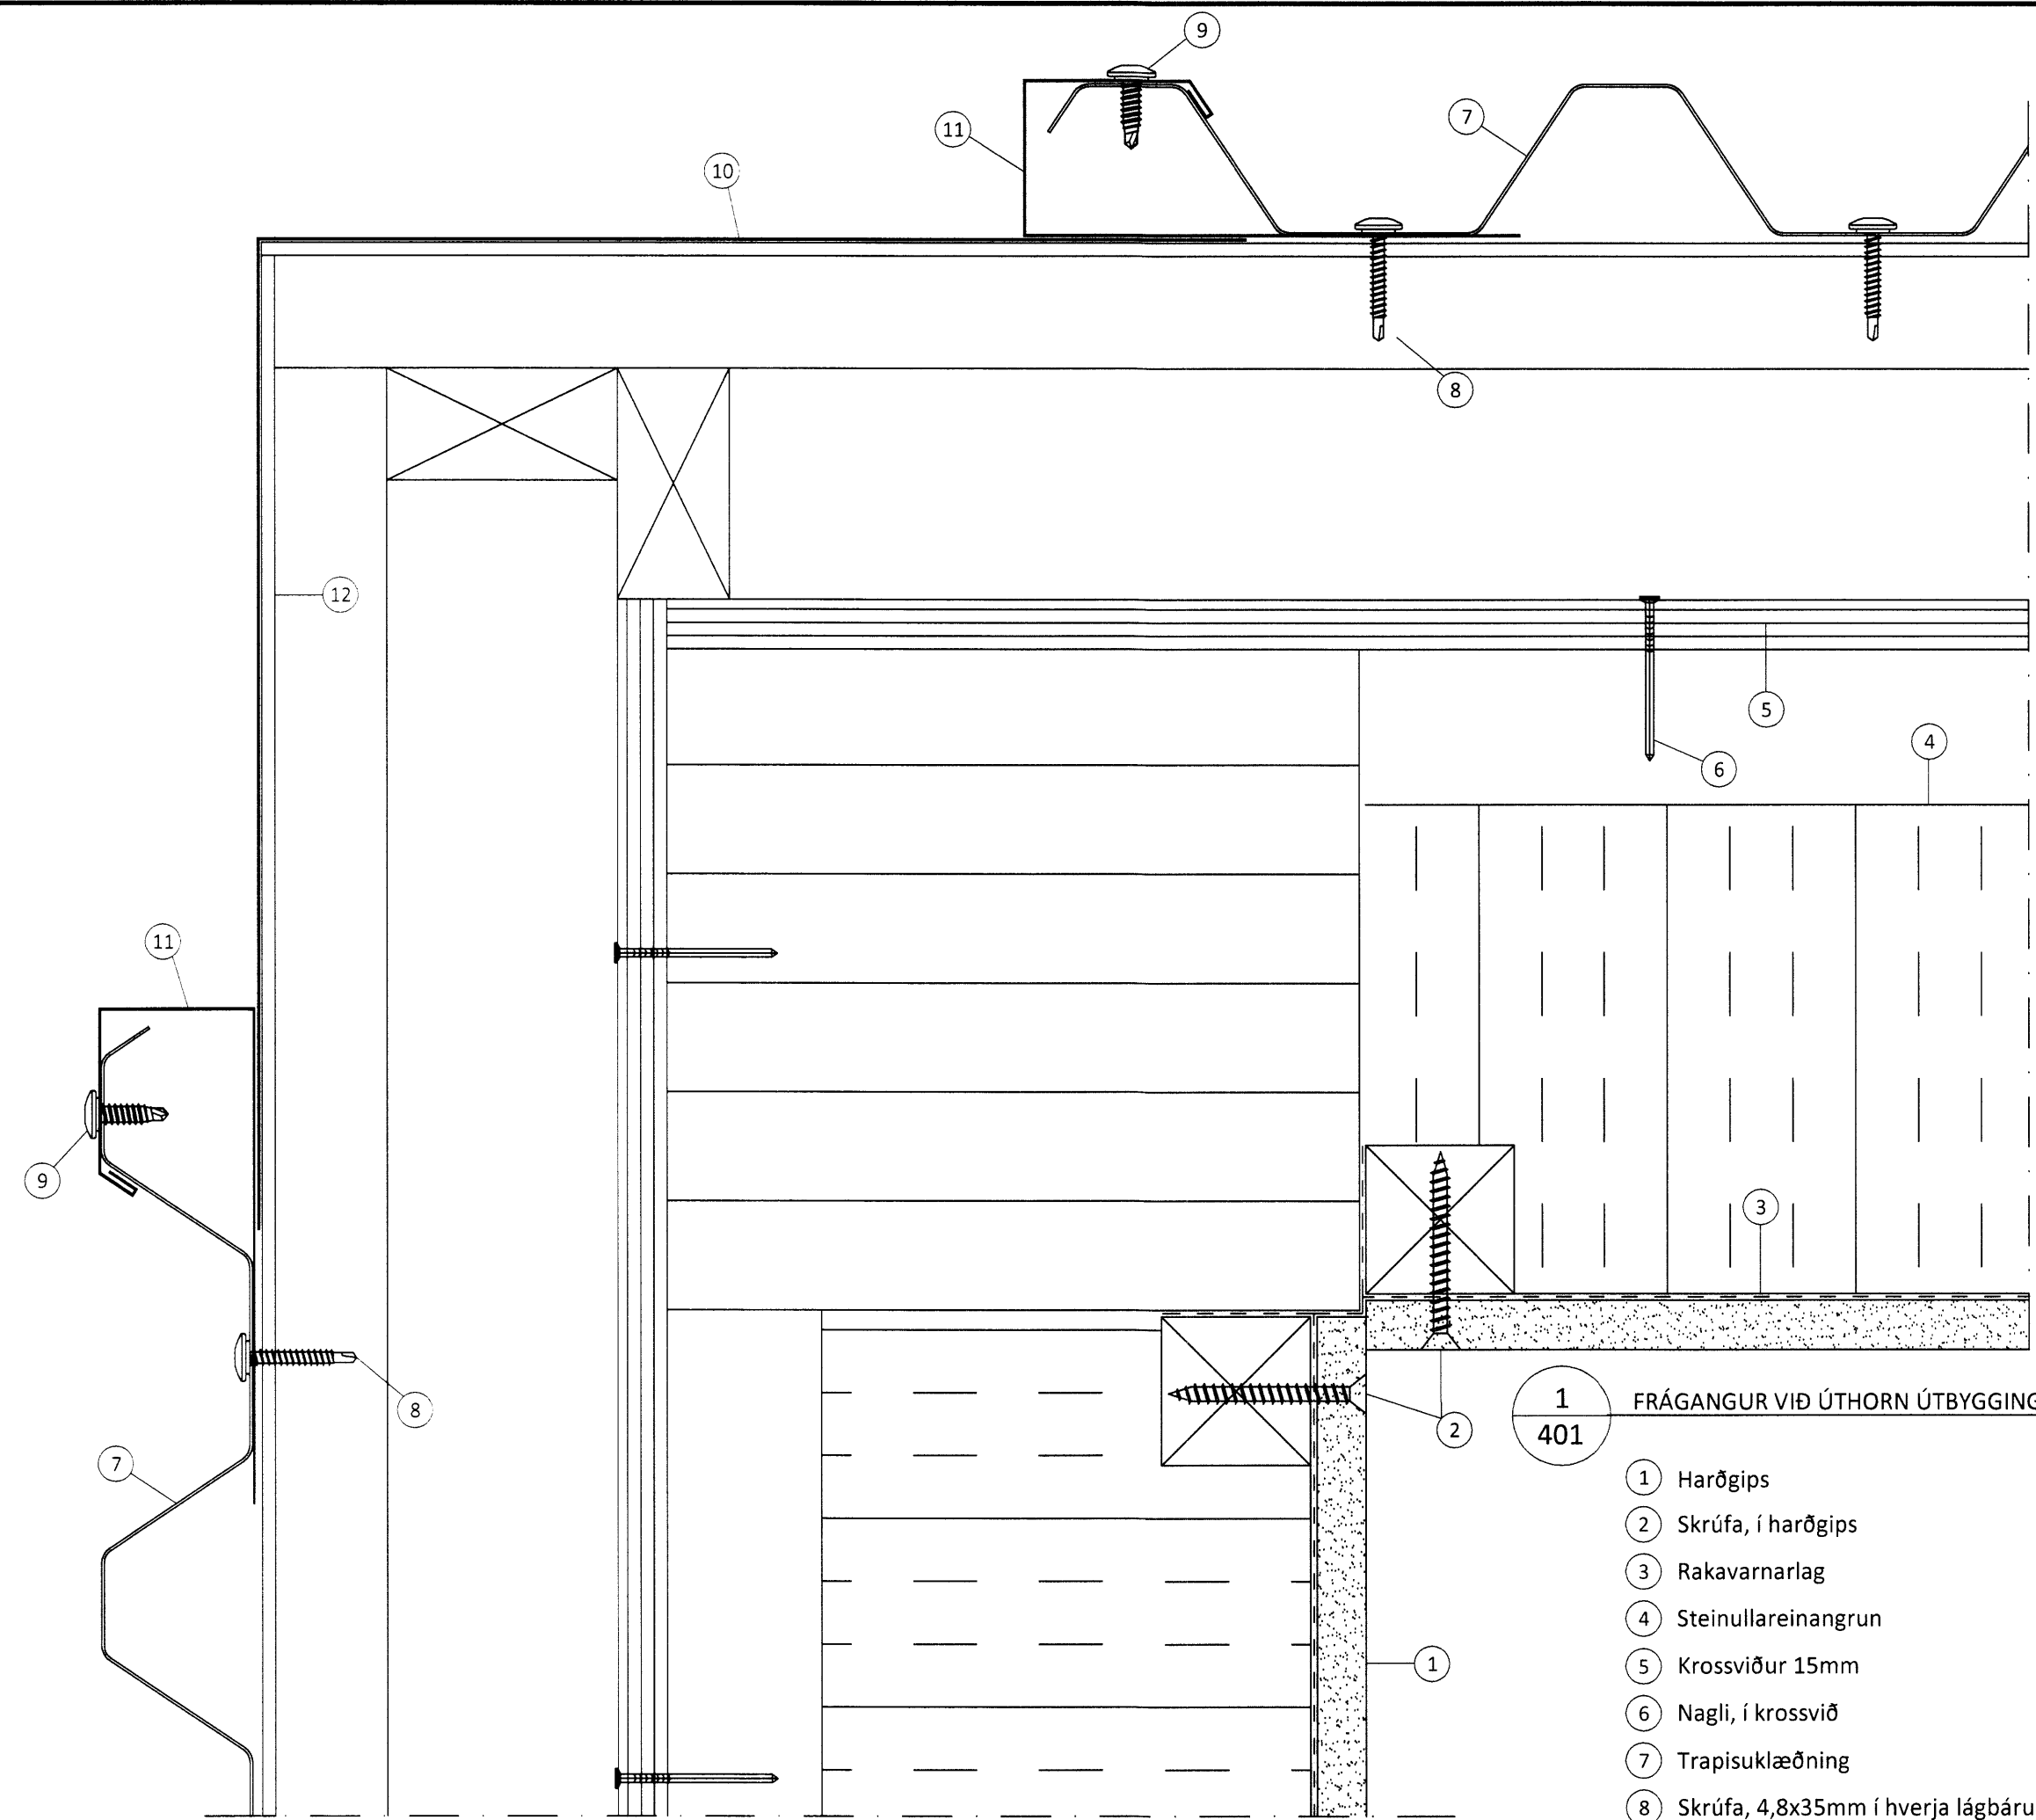 9
11
7
10
8
12
5
4
6
11
9
3
8
2
7
1
1
401
FRÁGANGUR VIÐ ÚTHORN ÚTBYGGING
1 Harðgips
2 Skrúfa, í harðgips
3 Rakavarnarlag
4 Steinullareinangrun
5 Krossviður 15mm
6 Nagli, í krossvið
7 Trapisuklæðning
8 Skrúfa, 4,8x35mm í hverja lágbáru